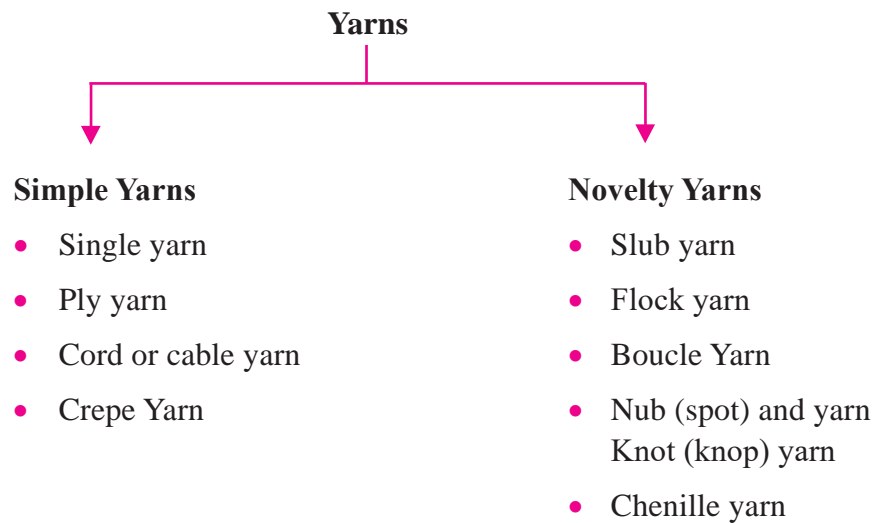 Yarns
Simple Yarns
• Single yarn
• Ply yarn
• Cord or cable yarn
• Crepe Yarn
Novelty Yarns
• Slub yarn
• Flock yarn
• Boucle Yarn
• Nub (spot) and yarn
Knot (knop) yarn
• Chenille yarn